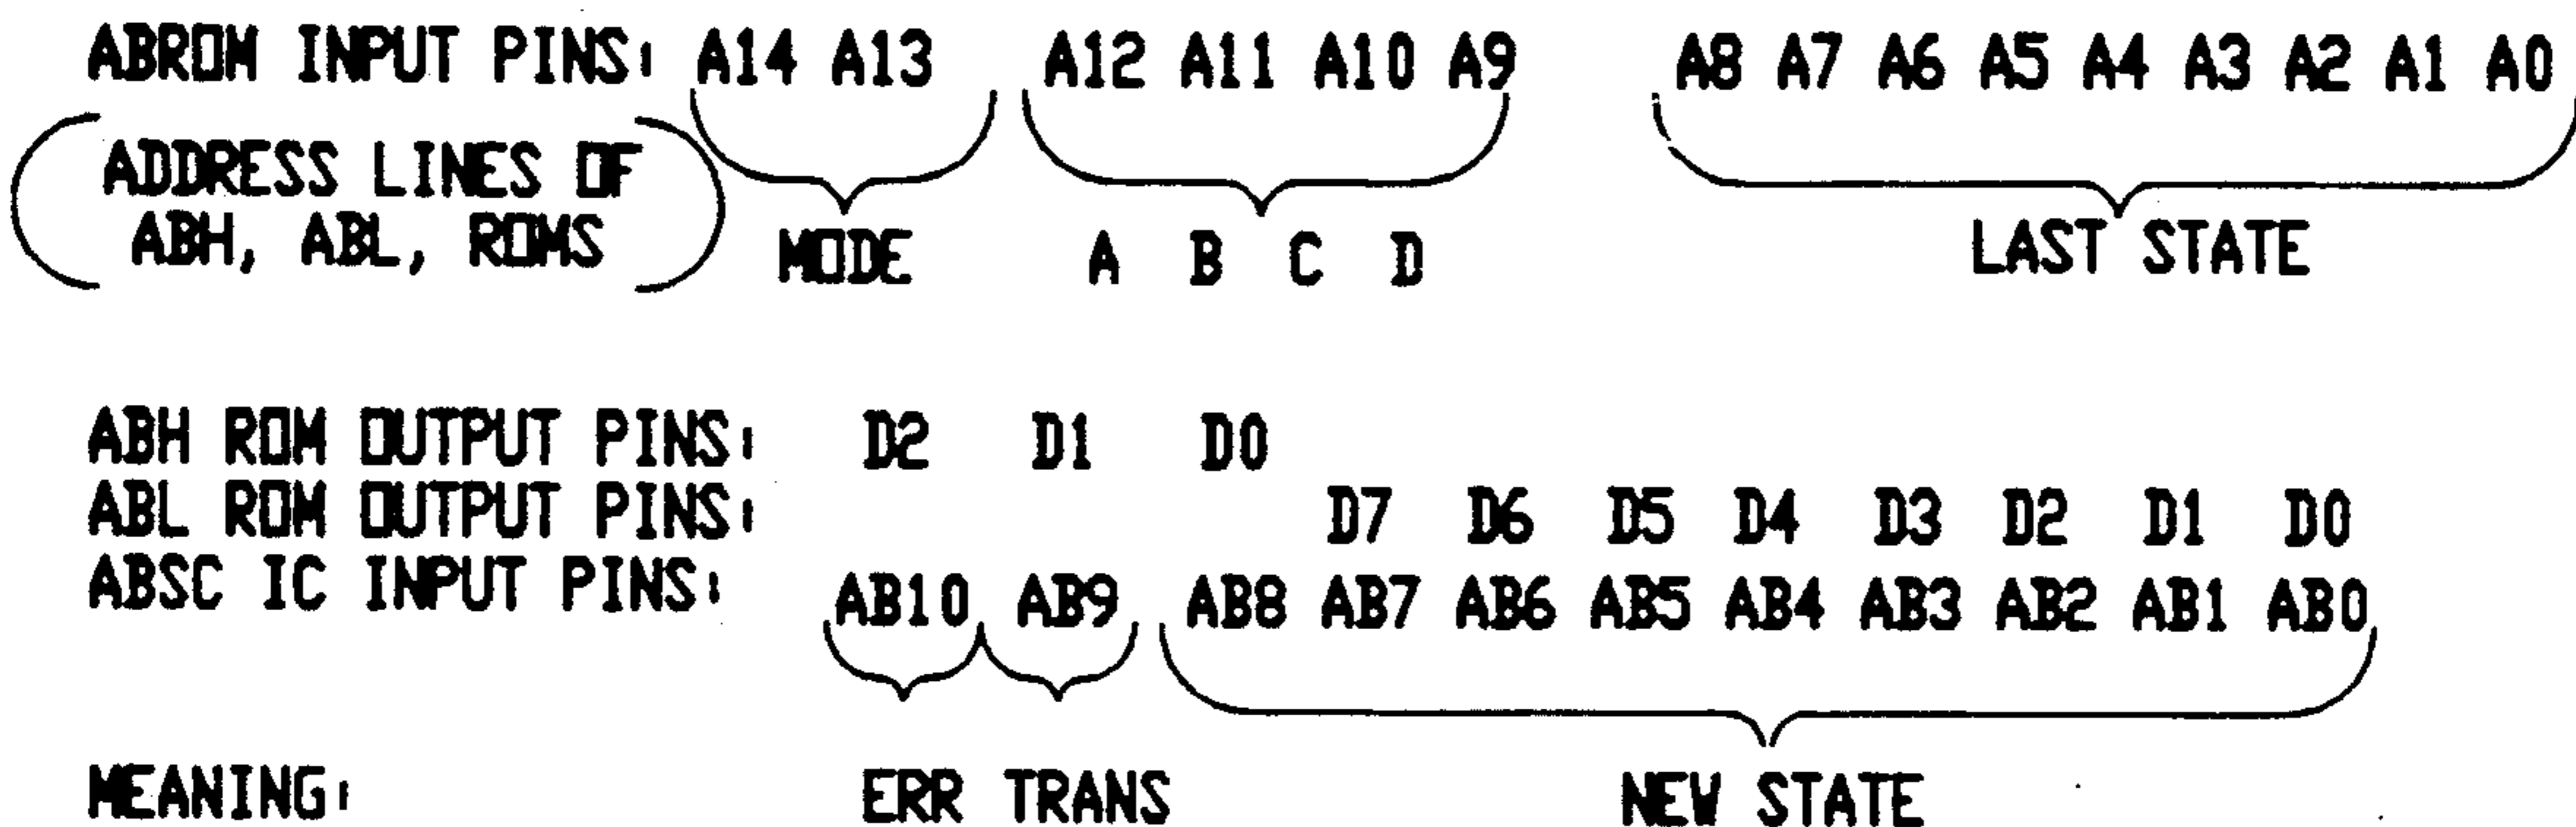 ABROM INPUT PINS: A14 A13 A12 A11 A10 A9 A8 A7 A6 A5 A4 A3 A2 A1 A0
ADDRESS LINES OF
ABH, ABL, ROMS
MODE A B C D LAST STATE
ABH ROM OUTPUT PINS: D2 D1 D0
ABL ROM OUTPUT PINS: D7 D6 D5 D4 D3 D2 D1 D0
ABSC IC INPUT PINS: AB10 AB9 AB8 AB7 AB6 AB5 AB4 AB3 AB2 AB1 AB0
MEANING: ERR TRANS NEW STATE